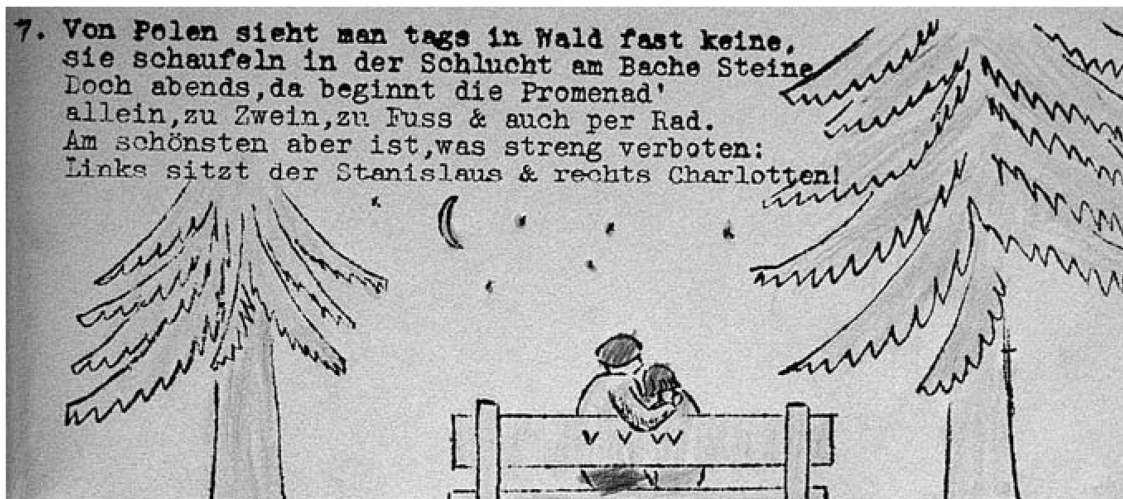 7. Von Polen sieht man tags in Wald fast keine,
sie schaufeln in der Schlucht am Bache Steine
Doch abends,da beginnt die Promenad'
allein,zu Zwein,zu Fuss & auch per Rad.
Am schönsten aber ist,was streng verboten:
Links sitzt der Stanislaus & rechts Charlotten!